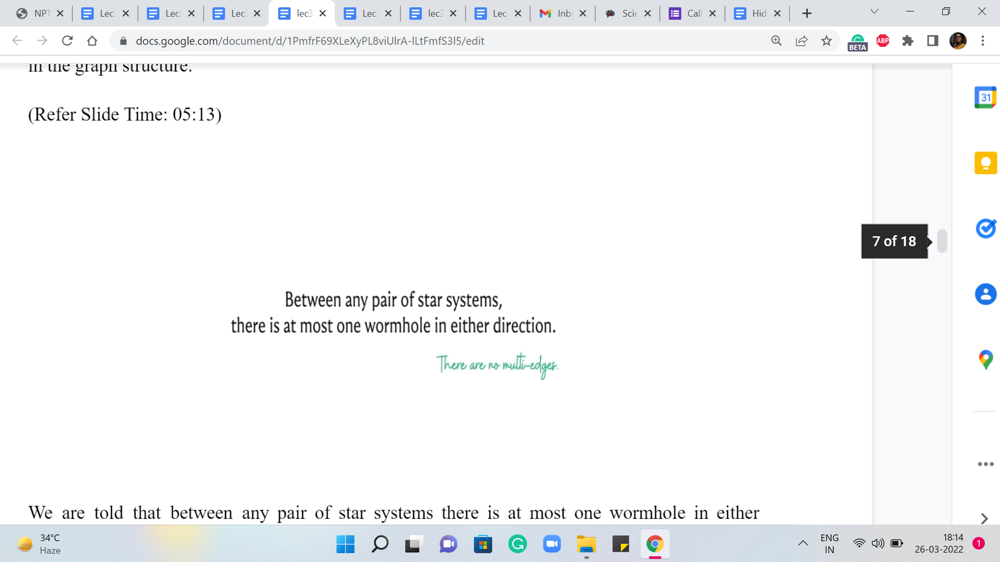 NPT
Lec
Lec
Lec
lec3
Lec
lec3
Lec
Inb
Scie
Call
Hid
docs.google.com/document/d/1PmfrF69XLeXyPL8viUlrA-lLtFmfS3l5/edit
BETA
ABP
in the graph structure.
31
(Refer Slide Time: 05:13)
7 of 18
Between any pair of star systems,
there is at most one wormhole in either direction.
There are no multi-edges.
We are told that between any pair of star systems there is at most one wormhole in either
34°C
Haze
ENG
IN
18:14
26-03-2022
1